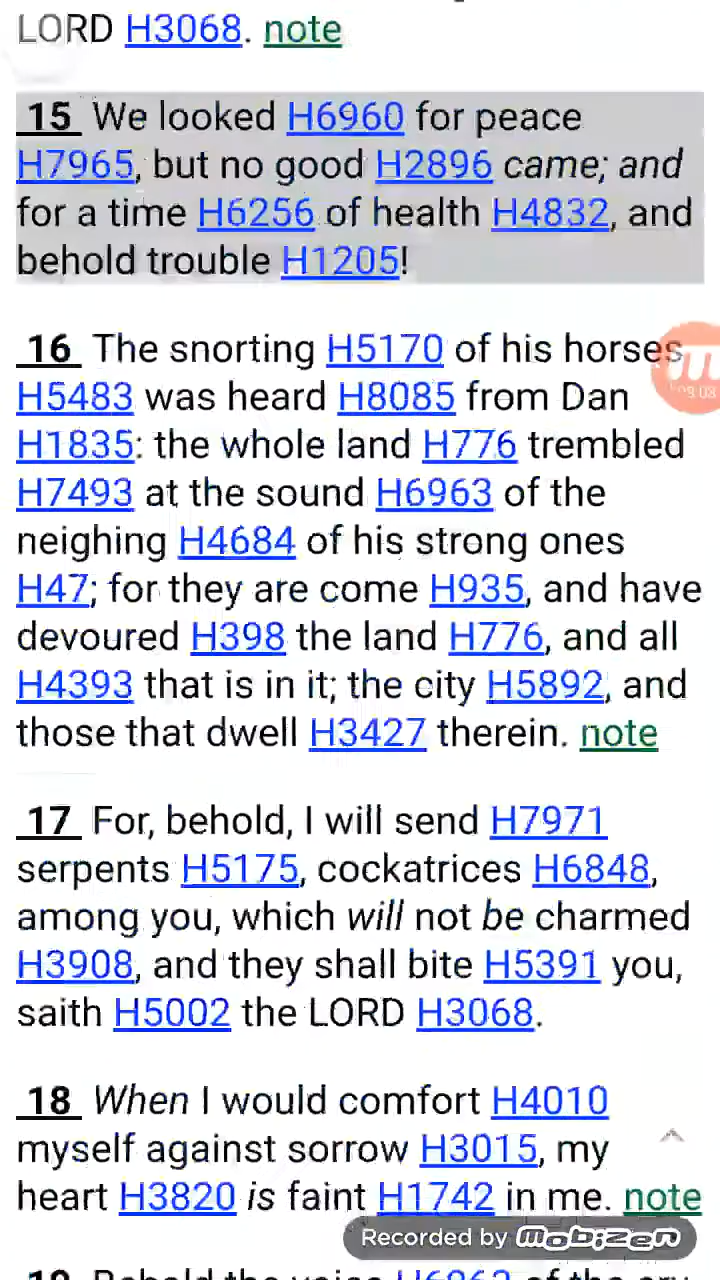 LORD H3068. note
15 We looked H6960 for peace
H7965, but no good H2896 came; and
for a time H6256 of health H4832, and
behold trouble H1205!
16 The snorting H5170 of his horses
H5483 was heard H8085 from Dan
H1835: the whole land H776 trembled
H7493 at the sound H6963 of the
neighing H4684 of his strong ones
H47; for they are come H935, and have
devoured H398 the land H776, and all
H4393 that is in it; the city H5892, and
those that dwell H3427 therein. note
17 For, behold, I will send H7971
serpents H5175, cockatrices H6848,
among you, which will not be charmed
H3908, and they shall bite H5391 you,
saith H5002 the LORD H3068.
18 When I would comfort H4010
myself against sorrow H3015, my
heart H3820 is faint H1742 in me. note
Recorded by mobizen